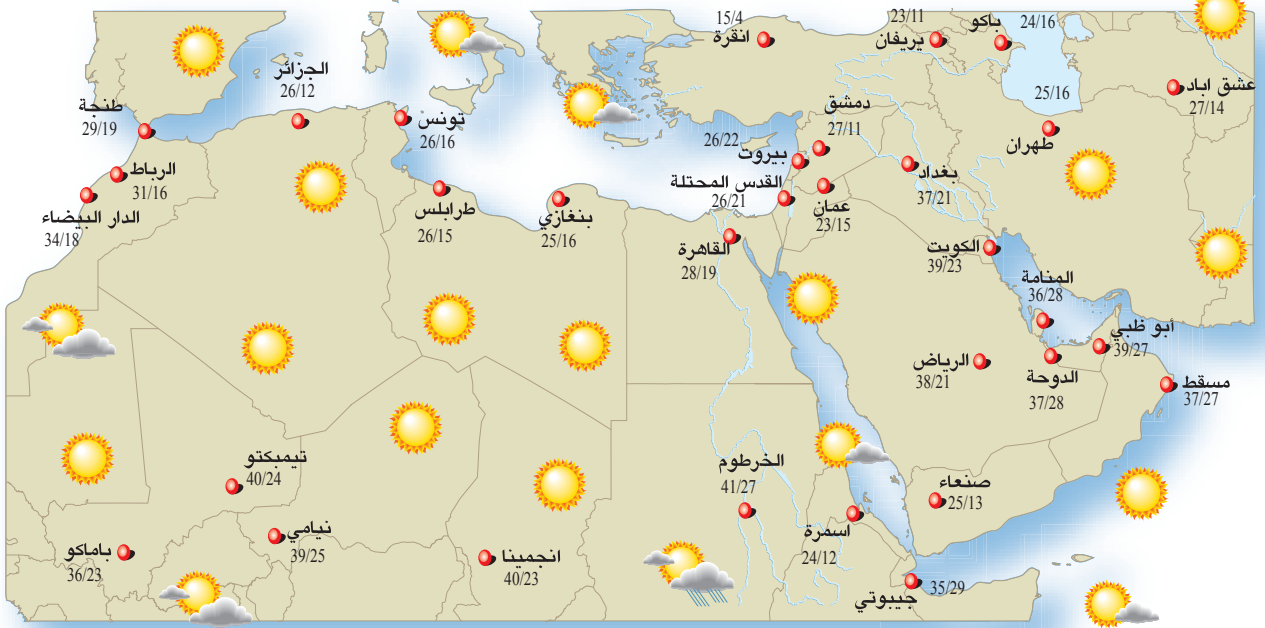 باكو
24/16
23/11
يريفان
15/4
انقرة
عشق اباد
27/14
25/16
طهران
دمشق
27/11
26/22
بيروت
بغداد
37/21
القدس المحتلة
26/21
عمان
23/15
الجزائر
26/12
طنجة
29/19
تونس
26/16
الرباط
31/16
الدار البيضاء
34/18
طرابلس
26/15
بنغازي
25/16
القاهرة
28/19
الكويت
39/23
المنامة
36/28
أبو ظبي
39/27
الرياض
38/21
الدوحة
37/28
مسقط
37/27
تيمبكتو
40/24
الخرطوم
41/27
صنعاء
25/13
اسمرة
24/12
نيامي
39/25
باماكو
36/23
انجمينا
40/23
جيبوتي
35/29